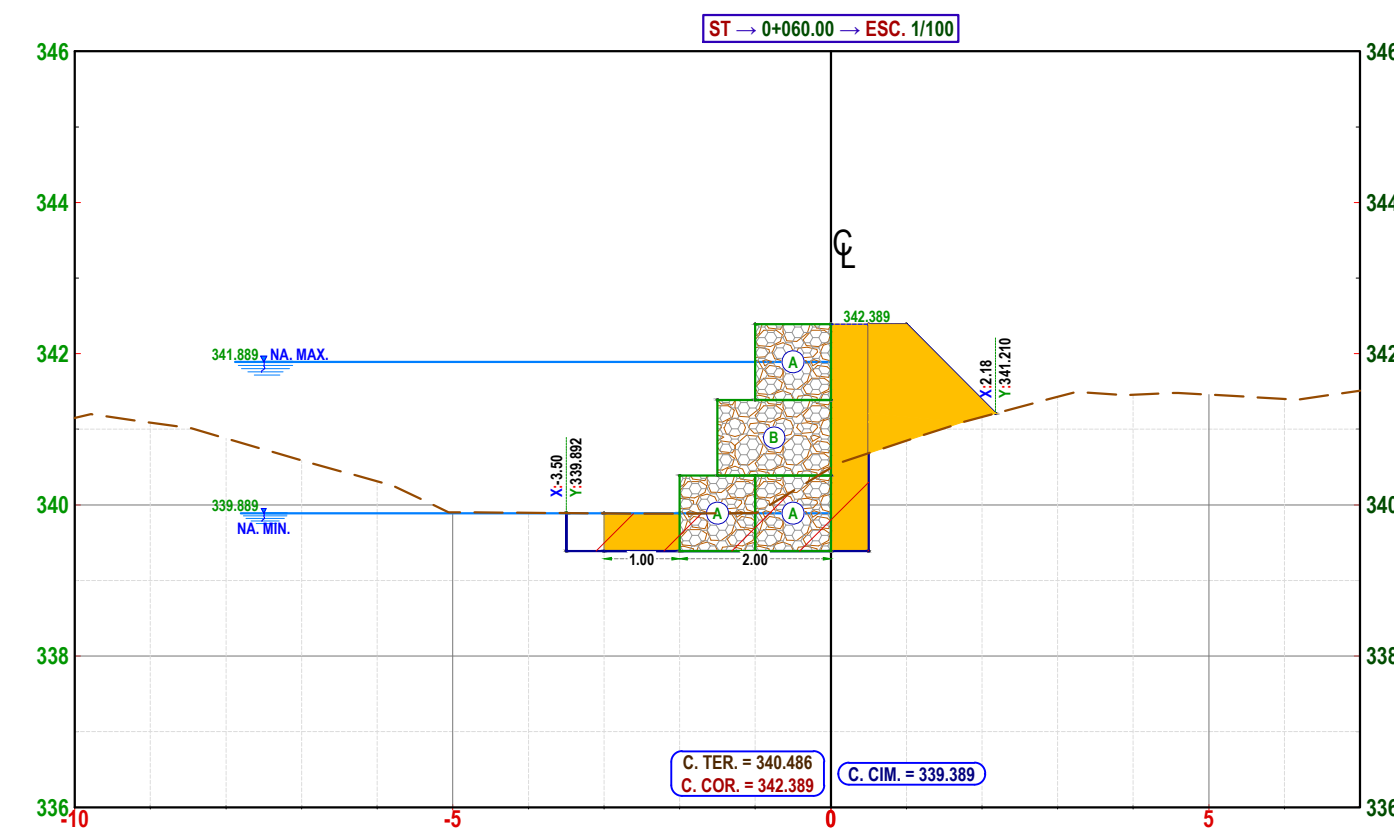 ST → 0+060.00 → ESC. 1/100
346
346
344
344
℄
342.389
341.889
NA. MAX.
342
342
A
X:2.18
Y:341.210
B
X:-3.50
Y:339.892
339.889
340
340
A
A
NA. MIN.
1.00
2.00
338
338
C. TER. = 340.486
C. COR. = 342.389
C. CIM. = 339.389
336
336
-10
-5
0
5